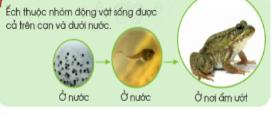 Ếch thuộc nhóm động vật sống được
cả trên cạn và dưới nước.
Ở nước
Ở nước
Ở nơi ẩm ướt